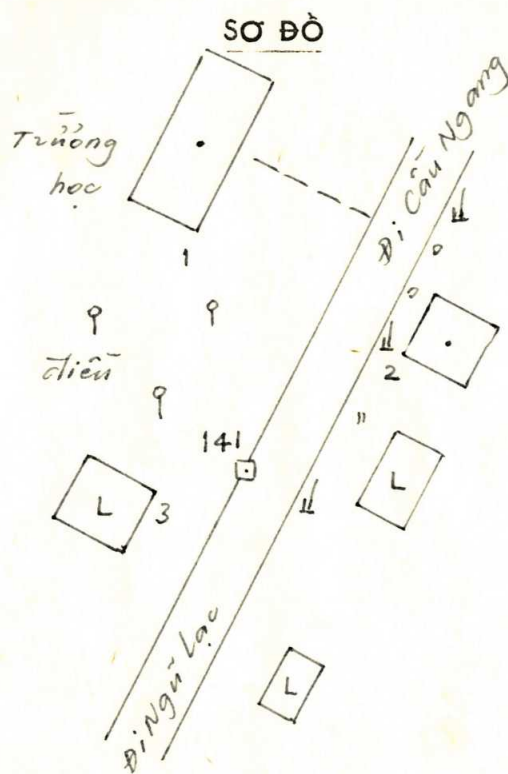 SƠ ĐỒ
Trường
học
Đi Cầu Ngang
1
điều
2
141
L
L
3
Đi Ngũ Lạc
L